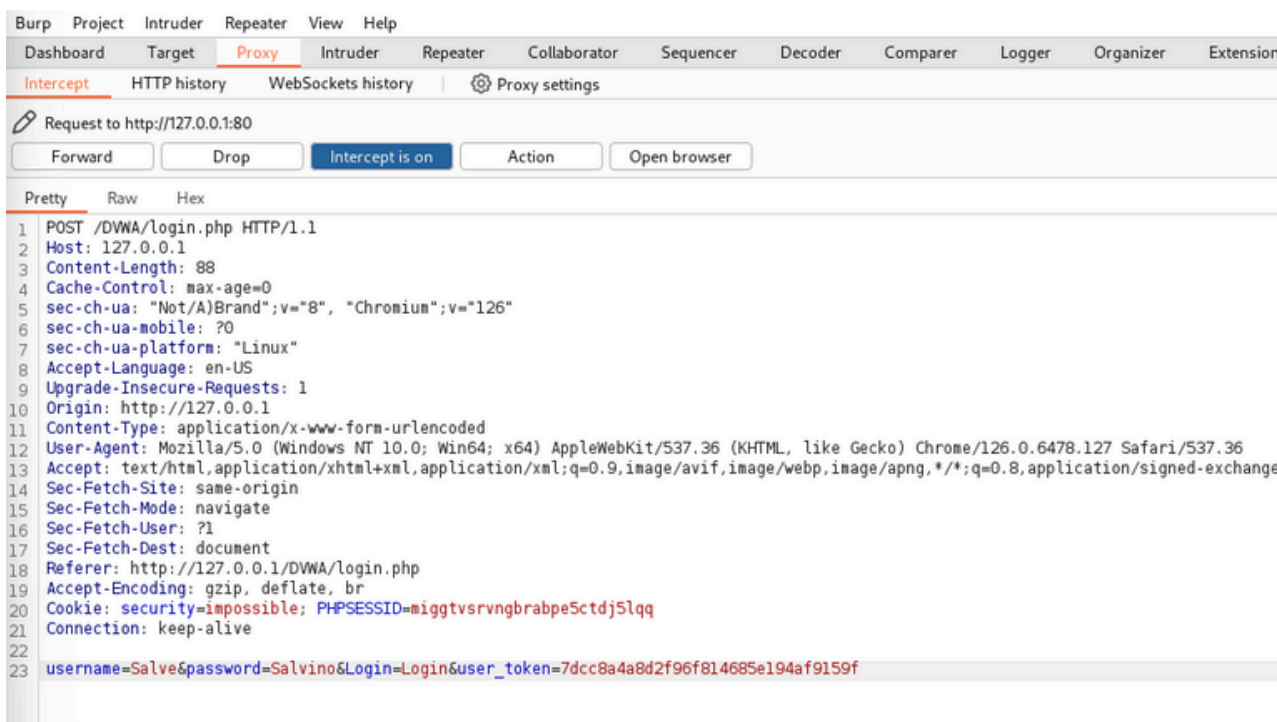 Burp Project Intruder Repeater View Help
Dashboard Target Proxy Intruder Repeater Collaborator Sequencer Decoder Comparer Logger Organizer Extension
Intercept HTTP history WebSockets history Proxy settings
Request to http://127.0.0.1:80
Forward Drop Intercept is on Action Open browser
Pretty Raw Hex
1 POST /DVWA/login.php HTTP/1.1
2 Host: 127.0.0.1
3 Content-Length: 88
4 Cache-Control: max-age=0
5 sec-ch-ua: "Not/A)Brand";v="8", "Chromium";v="126"
6 sec-ch-ua-mobile: ?0
7 sec-ch-ua-platform: "Linux"
8 Accept-Language: en-US
9 Upgrade-Insecure-Requests: 1
10 Origin: http://127.0.0.1
11 Content-Type: application/x-www-form-urlencoded
12 User-Agent: Mozilla/5.0 (Windows NT 10.0; Win64; x64) AppleWebKit/537.36 (KHTML, like Gecko) Chrome/126.0.6478.127 Safari/537.36
13 Accept: text/html,application/xhtml+xml,application/xml;q=0.9,image/avif,image/webp,image/apng,*/*;q=0.8,application/signed-exchange
14 Sec-Fetch-Site: same-origin
15 Sec-Fetch-Mode: navigate
16 Sec-Fetch-User: ?1
17 Sec-Fetch-Dest: document
18 Referer: http://127.0.0.1/DVWA/login.php
19 Accept-Encoding: gzip, deflate, br
20 Cookie: security=impossible; PHPSESSID=miggtvsrvngbrabpe5ctdj5lqq
21 Connection: keep-alive
22
23 username=Salve&password=Salvino&Login=Login&user_token=7dcc8a4a8d2f96f814685e194af9159f